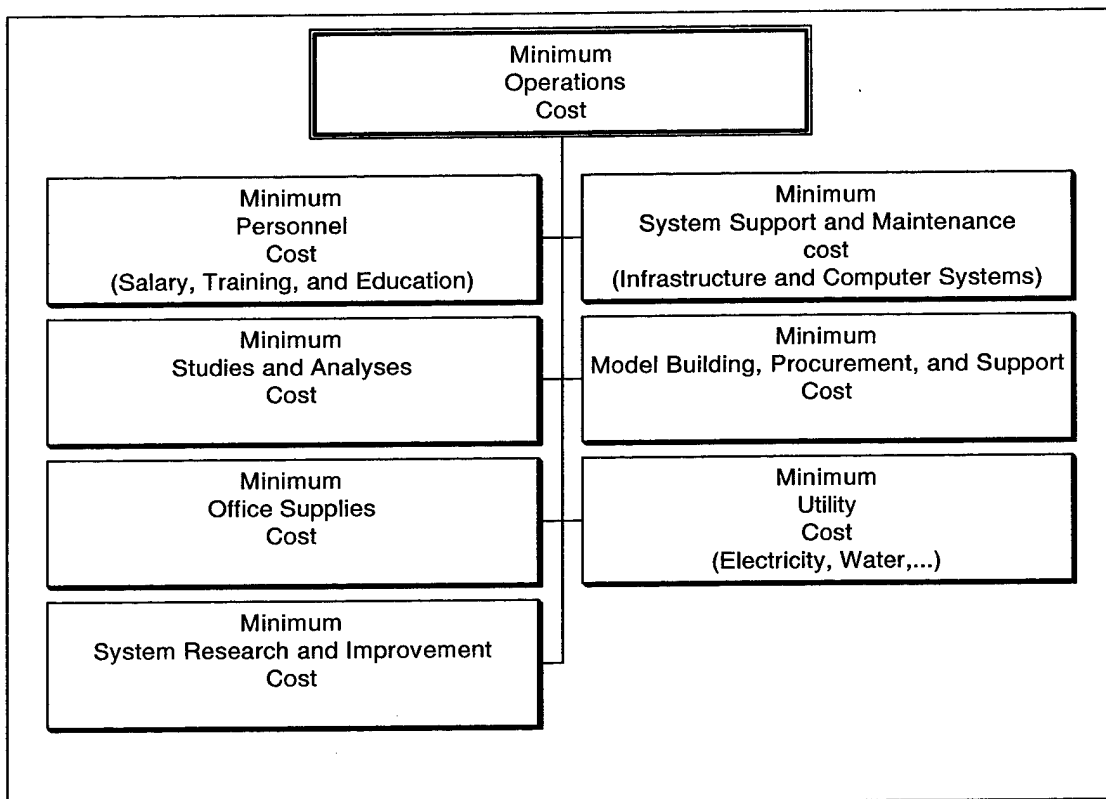 Minimum
Operations
Cost
Minimum
Personnel
Cost
(Salary, Training, and Education)
Minimum
System Support and Maintenance
cost
(Infrastructure and Computer Systems)
Minimum
Studies and Analyses
Cost
Minimum
Model Building, Procurement, and Support
Cost
Minimum
Office Supplies
Cost
Minimum
Utility
Cost
(Electricity, Water,...)
Minimum
System Research and Improvement
Cost